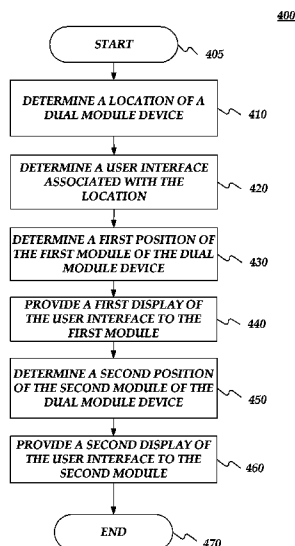 400
START
405
DETERMINE A LOCATION OF A
DUAL MODULE DEVICE
410
DETERMINE A USER INTERFACE
ASSOCIATED WITH THE
LOCATION
420
DETERMINE A FIRST POSITION OF
THE FIRST MODULE OF THE DUAL
MODULE DEVICE
430
PROVIDE A FIRST DISPLAY OF
THE USER INTERFACE TO THE
FIRST MODULE
440
DETERMINE A SECOND POSITION
OF THE SECOND MODULE OF THE
DUAL MODULE DEVICE
450
PROVIDE A SECOND DISPLAY OF
THE USER INTERFACE TO THE
SECOND MODULE
460
END
470